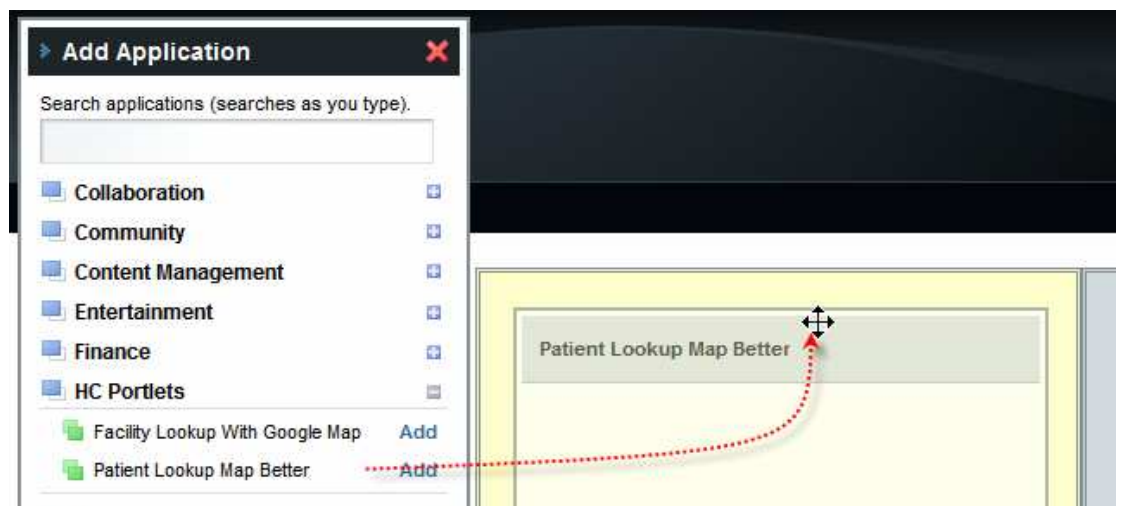 Add Application
Search applications (searches as you type).
Collaboration
Community
Content Management
Entertainment
Finance
HC Portlets
Facility Lookup With Google Map Add
Patient Lookup Map Better Add
Patient Lookup Map Better